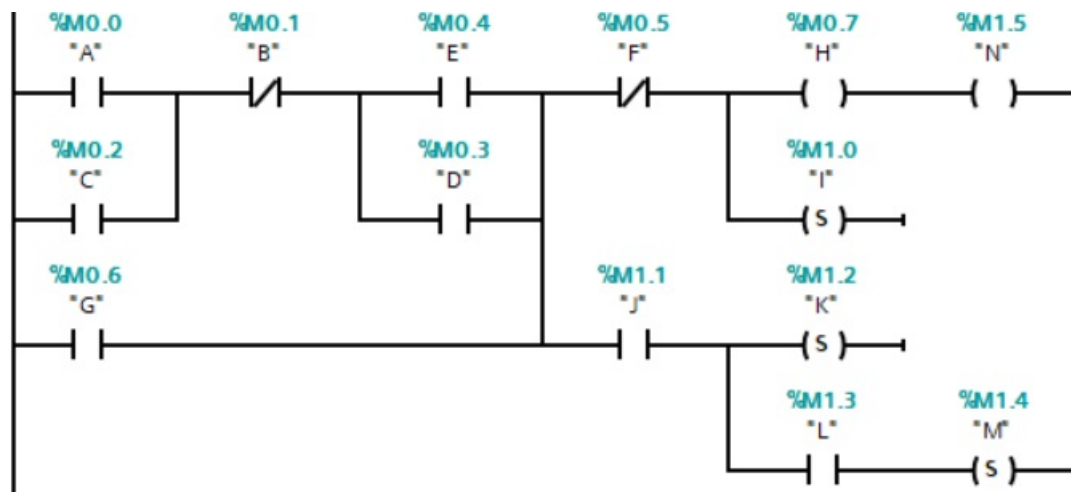 %M0.0 %M0.1 %M0.4 %M0.5 %M0.7 %M1.5
"A" "B" "E" "F" "H" "N"
%M0.2 %M0.3 %M1.0
"C" "D" "I"
S
%M0.6 %M1.1 %M1.2
"G" "J" "K"
S
%M1.3 %M1.4
"L" "M"
S